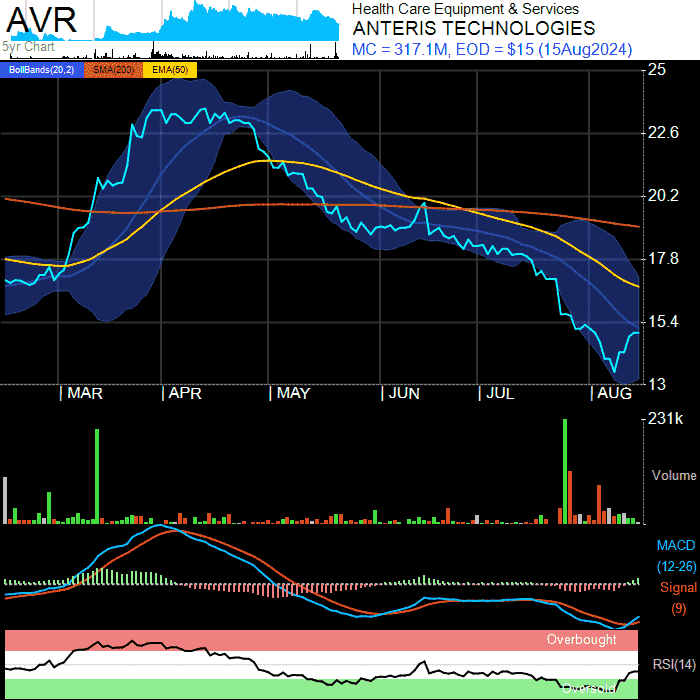 AVR
5yr Chart
Health Care Equipment & Services
ANTERIS TECHNOLOGIES
MC = 317.1M, EOD = $15 (15Aug2024)
BollBands(20,2) SMA(200) EMA(50)
25
22.6
20.2
17.8
15.4
13
MAR APR MAY JUN JUL AUG
231k
Volume
MACD
(12-26)
Signal
(9)
Overbought
RSI(14)
Oversold